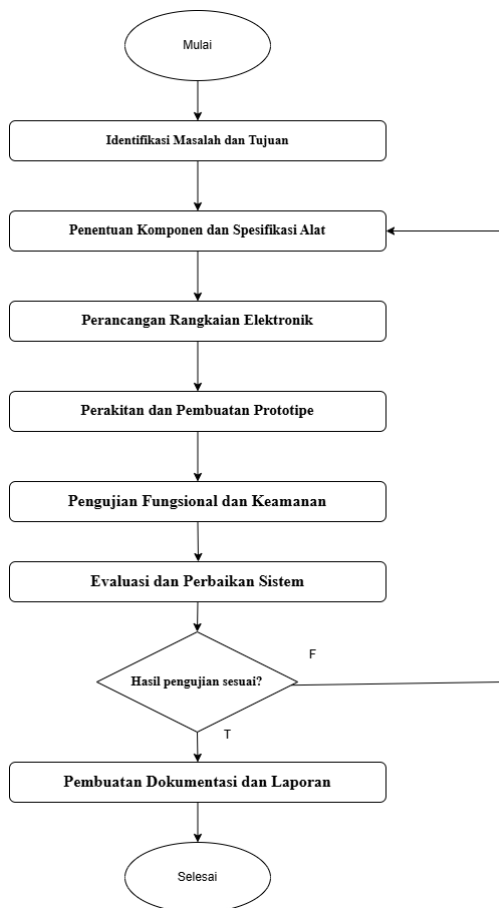 Mulai
Identifikasi Masalah dan Tujuan
Penentuan Komponen dan Spesifikasi Alat
Perancangan Rangkaian Elektronik
Perakitan dan Pembuatan Prototipe
Pengujian Fungsional dan Keamanan
Evaluasi dan Perbaikan Sistem
Hasil pengujian sesuai?
F
T
Pembuatan Dokumentasi dan Laporan
Selesai